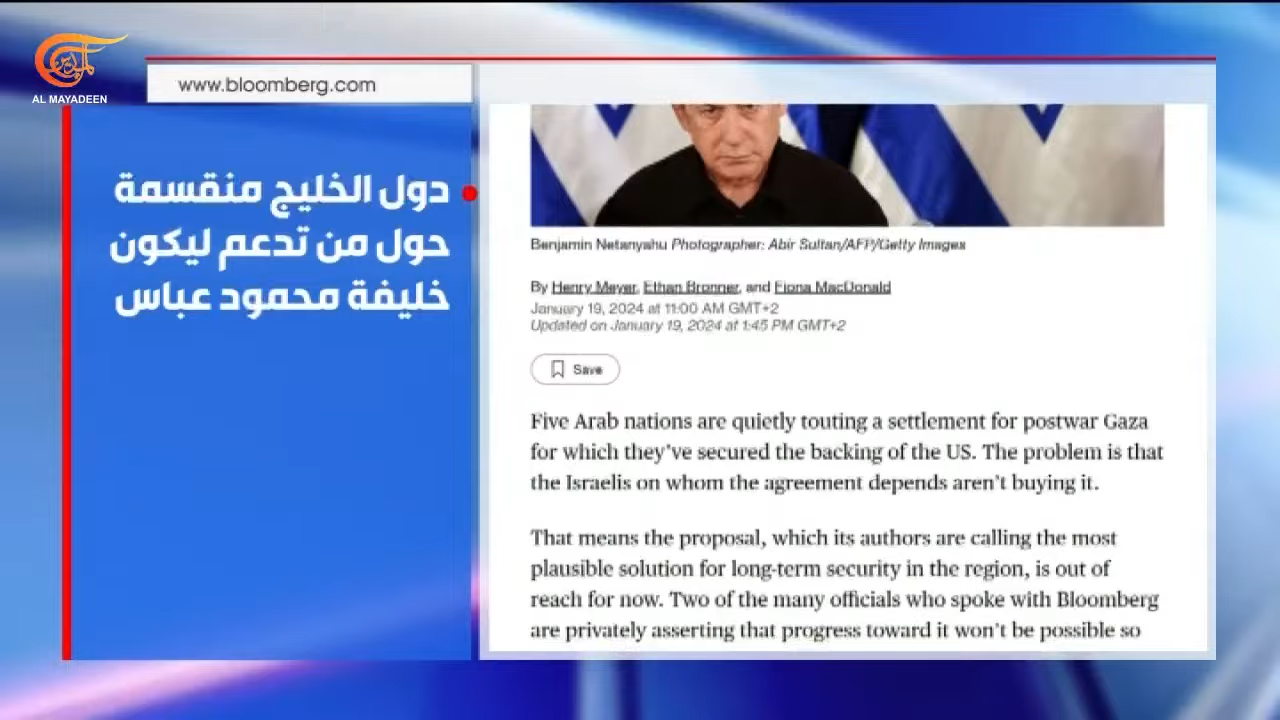 الميادين
AL MAYADEEN
www.bloomberg.com
دول الخليج منقسمة
حول من تدعم ليكون
خليفة محمود عباس
Benjamin Netanyahu Photographer: Abir Sultan/AFP/Getty Images
By Henry Meyer, Ethan Bronner, and Fiona MacDonald
January 19, 2024 at 11:00 AM GMT+2
Updated on January 19, 2024 at 1:45 PM GMT+2
Save
Five Arab nations are quietly touting a settlement for postwar Gaza
for which they've secured the backing of the US. The problem is that
the Israelis on whom the agreement depends aren't buying it.
That means the proposal, which its authors are calling the most
plausible solution for long-term security in the region, is out of
reach for now. Two of the many officials who spoke with Bloomberg
are privately asserting that progress toward it won't be possible so